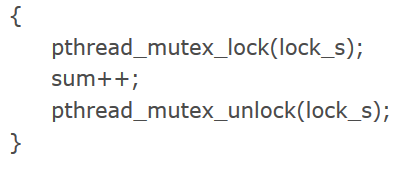 {
pthread_mutex_lock(lock_s);
sum++;
pthread_mutex_unlock(lock_s);
}